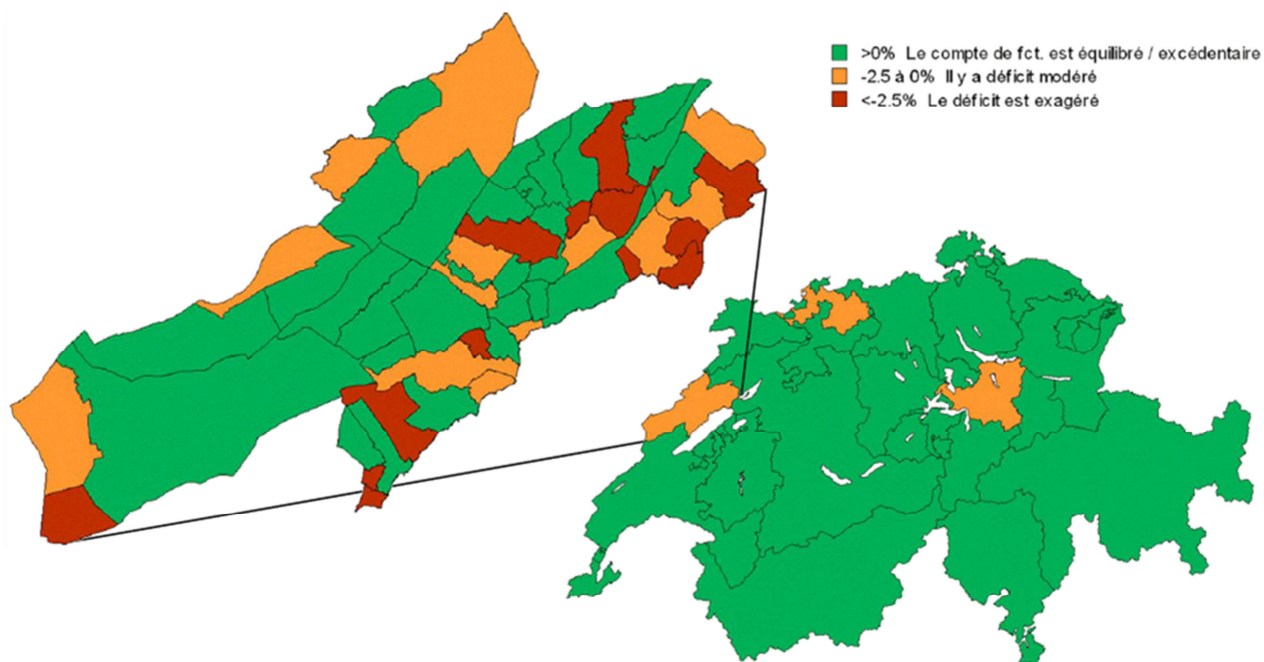 >0% Le compte de fct. est équilibré / excédentaire
-2.5 à 0% Il y a déficit modéré
<-2.5% Le déficit est exagéré